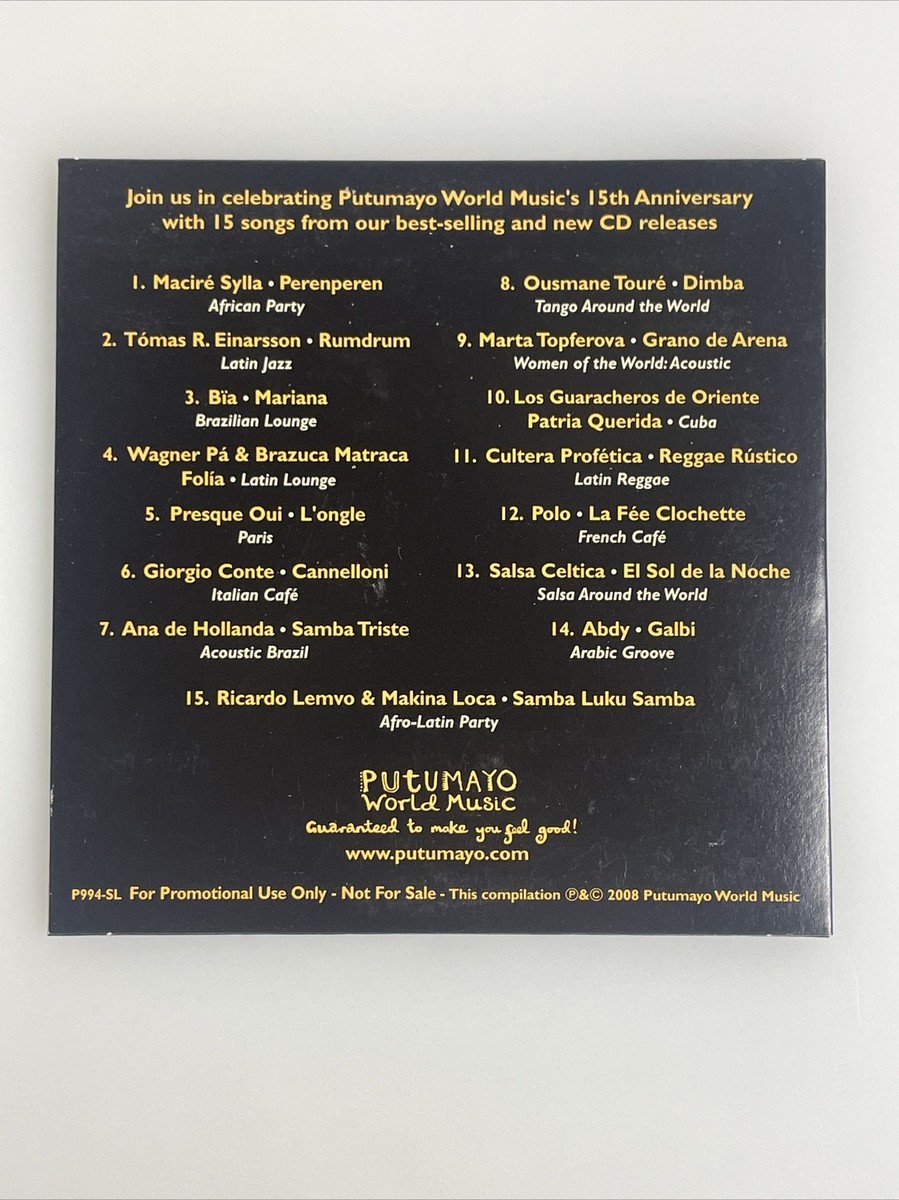 Join us in celebrating Putumayo World Music's 15th Anniversary
with 15 songs from our best-selling and new CD releases
1. Maciré Sylla • Perenperen
African Party
2. Tómas R. Einarsson • Rumdrum
Latin Jazz
3. Bïa • Mariana
Brazilian Lounge
4. Wagner Pá & Brazuca Matraca
Folía • Latin Lounge
5. Presque Oui • L'ongle
Paris
6. Giorgio Conte • Cannelloni
Italian Café
7. Ana de Hollanda • Samba Triste
Acoustic Brazil
8. Ousmane Touré • Dimba
Tango Around the World
9. Marta Topferova • Grano de Arena
Women of the World: Acoustic
10. Los Guaracheros de Oriente
Patria Querida • Cuba
11. Cultera Profética • Reggae Rústico
Latin Reggae
12. Polo • La Fée Clochette
French Café
13. Salsa Celtica • El Sol de la Noche
Salsa Around the World
14. Abdy • Galbi
Arabic Groove
15. Ricardo Lemvo & Makina Loca • Samba Luku Samba
Afro-Latin Party
PUTUMAYO
World Music
Guaranteed to make you feel good!
www.putumayo.com
P994-SL For Promotional Use Only - Not For Sale - This compilation ℗&© 2008 Putumayo World Music